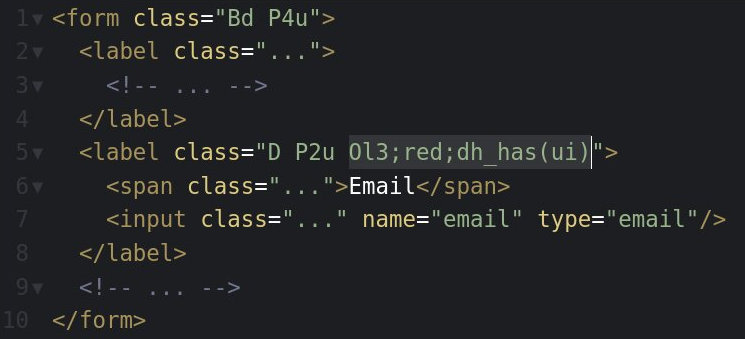 1 <form class="Bd P4u">
2   <label class="...">
3     <!-- ... -->
4   </label>
5   <label class="D P2u Ol3;red;dh_has(ui)">
6     <span class="...">Email</span>
7     <input class="..." name="email" type="email"/>
8   </label>
9   <!-- ... -->
10 </form>